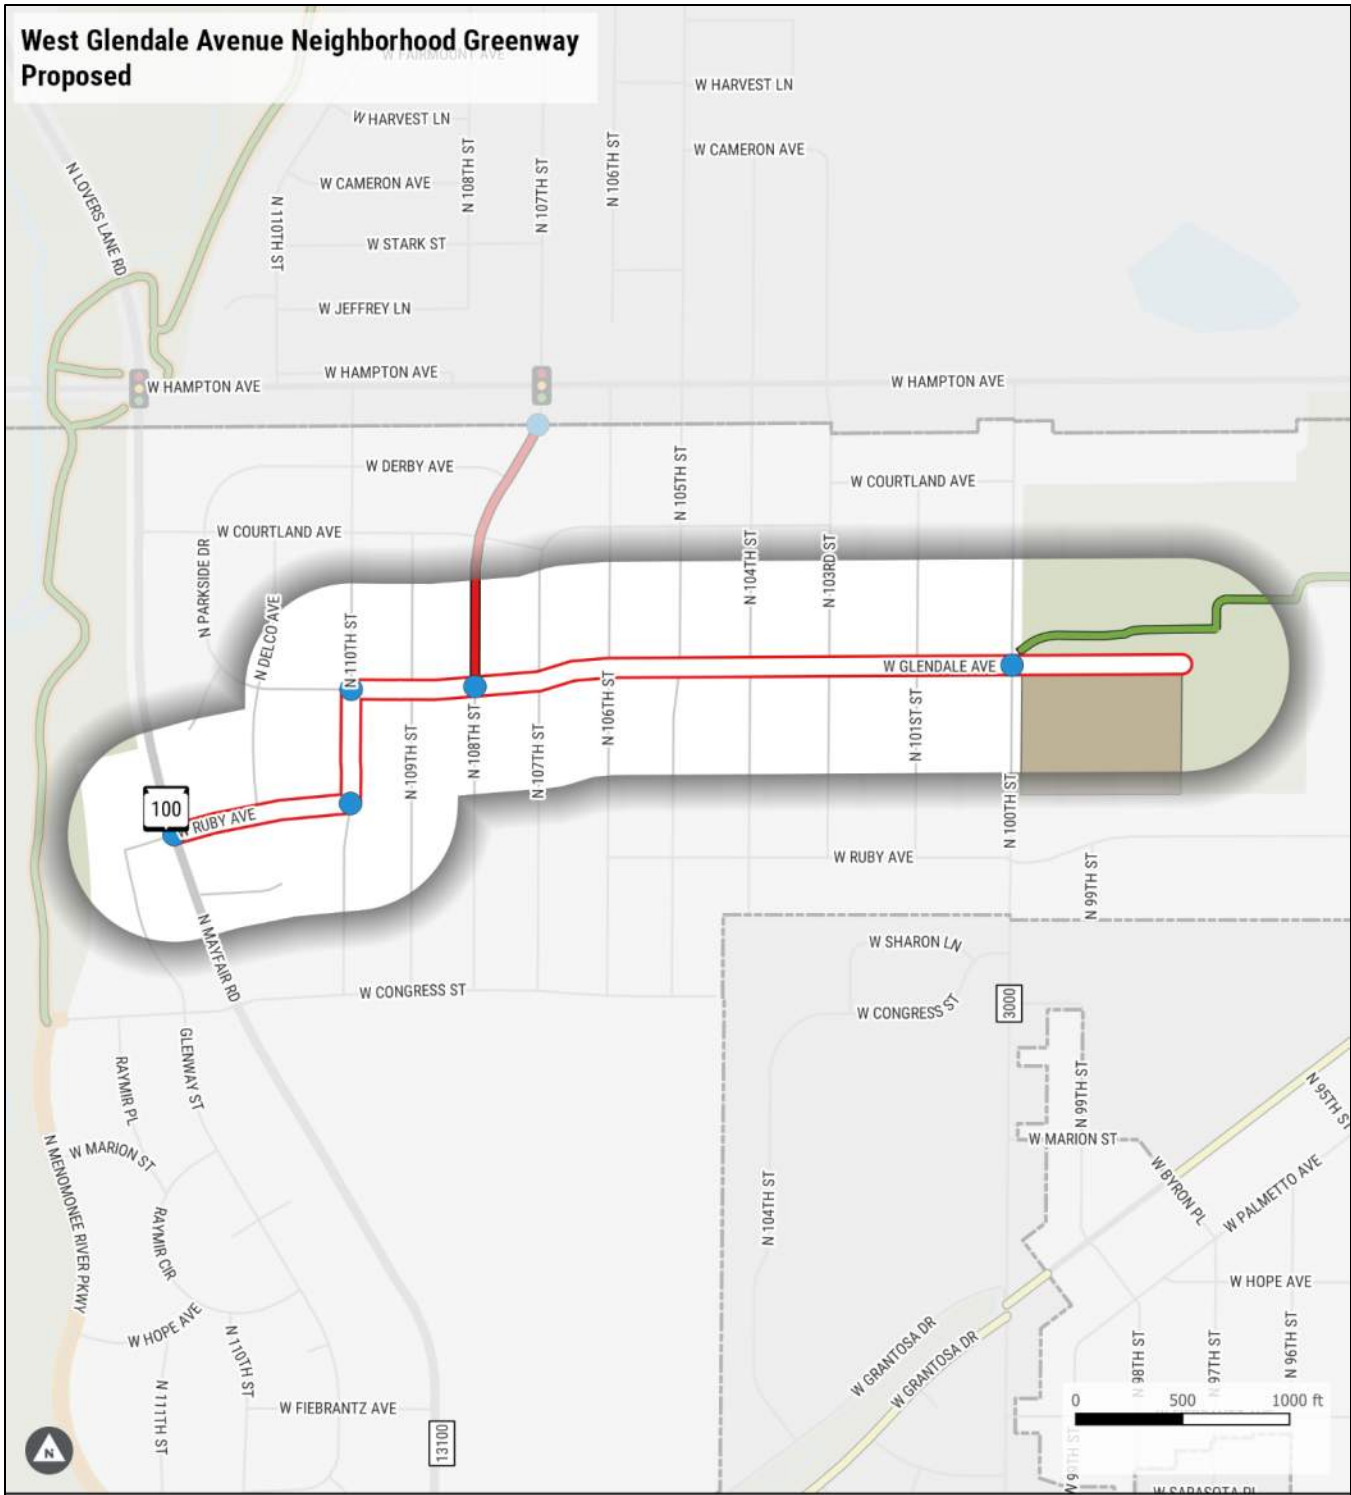 West Glendale Avenue Neighborhood Greenway
Proposed
W FAIRMOUNT AVE
W HARVEST LN
W HARVEST LN
W CAMERON AVE
W CAMERON AVE
N LOVERS LANE RD
N 110TH ST
N 108TH ST
N 107TH ST
N 106TH ST
W STARK ST
W JEFFREY LN
W HAMPTON AVE
W HAMPTON AVE
W HAMPTON AVE
W DERBY AVE
N 105TH ST
W COURTLAND AVE
W COURTLAND AVE
N PARKSIDE DR
N DELCO AVE
N 110TH ST
N 104TH ST
N 103RD ST
W GLENDALE AVE
N 109TH ST
N 108TH ST
N 107TH ST
N 106TH ST
N 101ST ST
N 100TH ST
100
W RUBY AVE
W RUBY AVE
N 99TH ST
N MAYFAIR RD
W SHARON LN
W CONGRESS ST
W CONGRESS ST
3000
RAYMIR PL
GLENWAY ST
N 99TH ST
N 95TH ST
W MARION ST
W MARION ST
W BYRON PL
W PALMETTO AVE
N MENOMONEE RIVER PKWY
RAYMIR CIR
N 104TH ST
W HOPE AVE
W HOPE AVE
N 110TH ST
N 111TH ST
W GRANTOSA DR
W GRANTOSA DR
N 98TH ST
N 97TH ST
N 96TH ST
W FIEBRANTZ AVE
13100
0 500 1000 ft
N
W SARASOTA PL